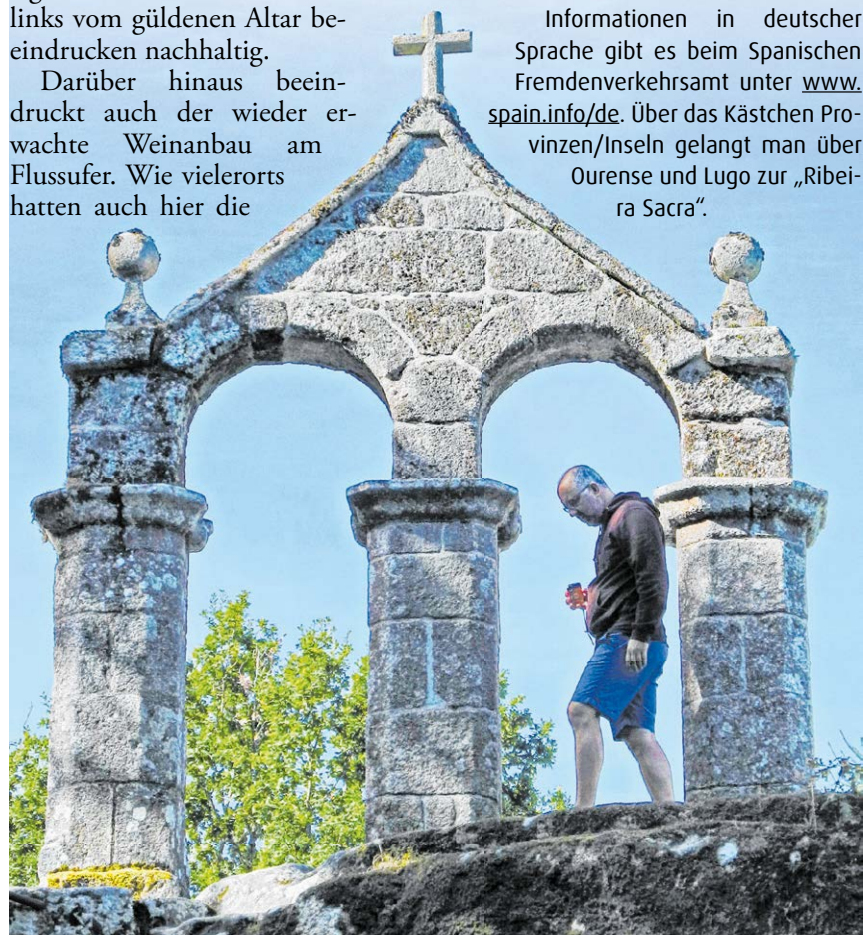 links vom güldenen Altar be-
eindrucken nachhaltig.
Darüber hinaus beein-
druckt auch der wieder er-
wachte Weinanbau am
Flussufer. Wie vielerorts
hatten auch hier die
Informationen in deutscher
Sprache gibt es beim Spanischen
Fremdenverkehrsamt unter www.
spain.info/de. Über das Kästchen Pro-
vinzen/Inseln gelangt man über
Ourense und Lugo zur „Ribei-
ra Sacra“.